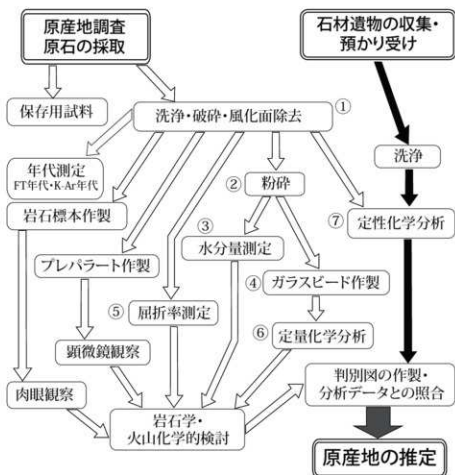 原産地調査
原石の採取
石材遺物の収集・
預かり受け
保存用試料
洗浄・破砕・風化面除去
①
年代測定
FT年代・K-Ar年代
洗浄
②
粉砕
岩石標本作製
③
水分量測定
⑦
定性化学分析
プレパラート作製
④
ガラスビード作製
⑤
屈折率測定
⑥
定量化学分析
顕微鏡観察
肉眼観察
岩石学・
火山化学的検討
判別図の作製・
分析データとの照合
原産地の推定